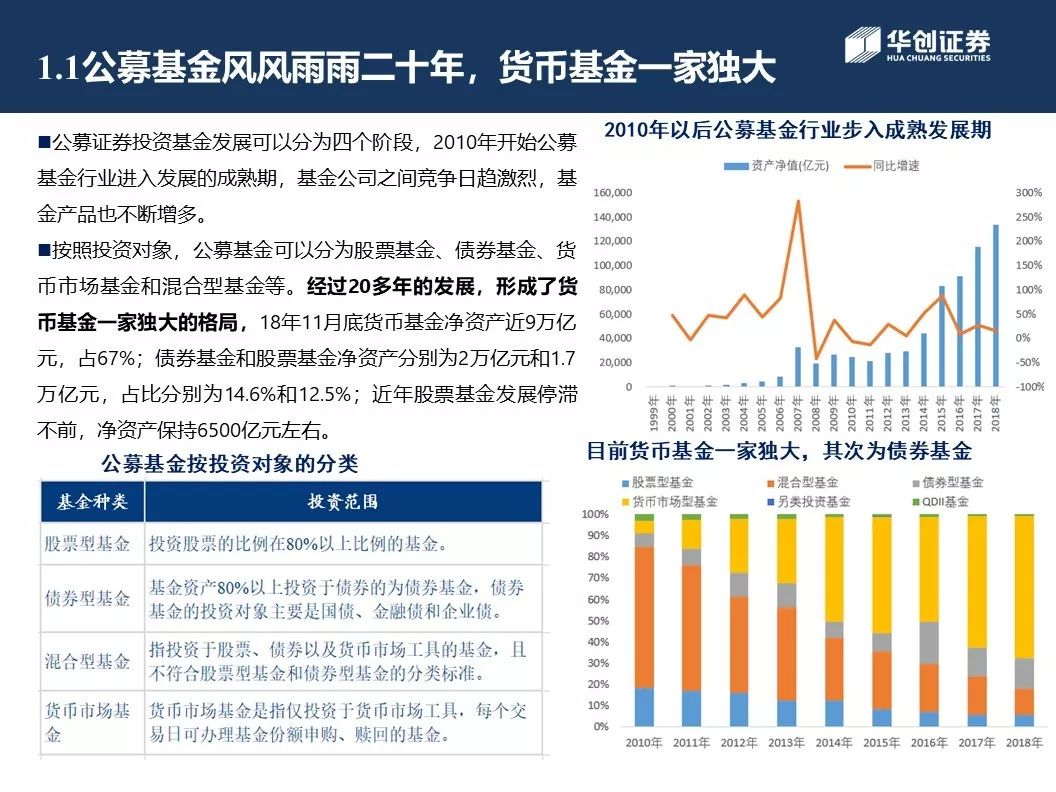 1.1公募基金风风雨雨二十年，货币基金一家独大
华创证券
HUA CHUANG SECURITIES
■公募证券投资基金发展可以分为四个阶段，2010年开始公募
基金行业进入发展的成熟期，基金公司之间竞争日趋激烈，基
金产品也不断增多。
■按照投资对象，公募基金可以分为股票基金、债券基金、货
币市场基金和混合型基金等。经过20多年的发展，形成了货
币基金一家独大的格局，18年11月底货币基金净资产近9万亿
元，占67%；债券基金和股票基金净资产分别为2万亿元和1.7
万亿元，占比分别为14.6%和12.5%；近年股票基金发展停滞
不前，净资产保持6500亿元左右。
公募基金按投资对象的分类
基金种类 投资范围
股票型基金 投资股票的比例在80%以上比例的基金。
债券型基金 基金资产80%以上投资于债券的为债券基金，债券
基金的投资对象主要是国债、金融债和企业债。
混合型基金 指投资于股票、债券以及货币市场工具的基金，且
不符合股票型基金和债券型基金的分类标准。
货币市场基
金
货币市场基金是指仅投资于货币市场工具，每个交
易日可办理基金份额申购、赎回的基金。
2010年以后公募基金行业步入成熟发展期
资产净值(亿元) 同比增速
160,000 300%
140,000 250%
120,000 200%
100,000 150%
80,000 100%
60,000 50%
40,000 0%
20,000 -50%
0 -100%
1999年 2000年 2001年 2002年 2003年 2004年 2005年 2006年 2007年 2008年 2009年 2010年 2011年 2012年 2013年 2014年 2015年 2016年 2017年 2018年
目前货币基金一家独大，其次为债券基金
股票型基金 混合型基金 债券型基金
货币市场型基金 另类投资基金 QDII基金
100%
90%
80%
70%
60%
50%
40%
30%
20%
10%
0%
2010年 2011年 2012年 2013年 2014年 2015年 2016年 2017年 2018年